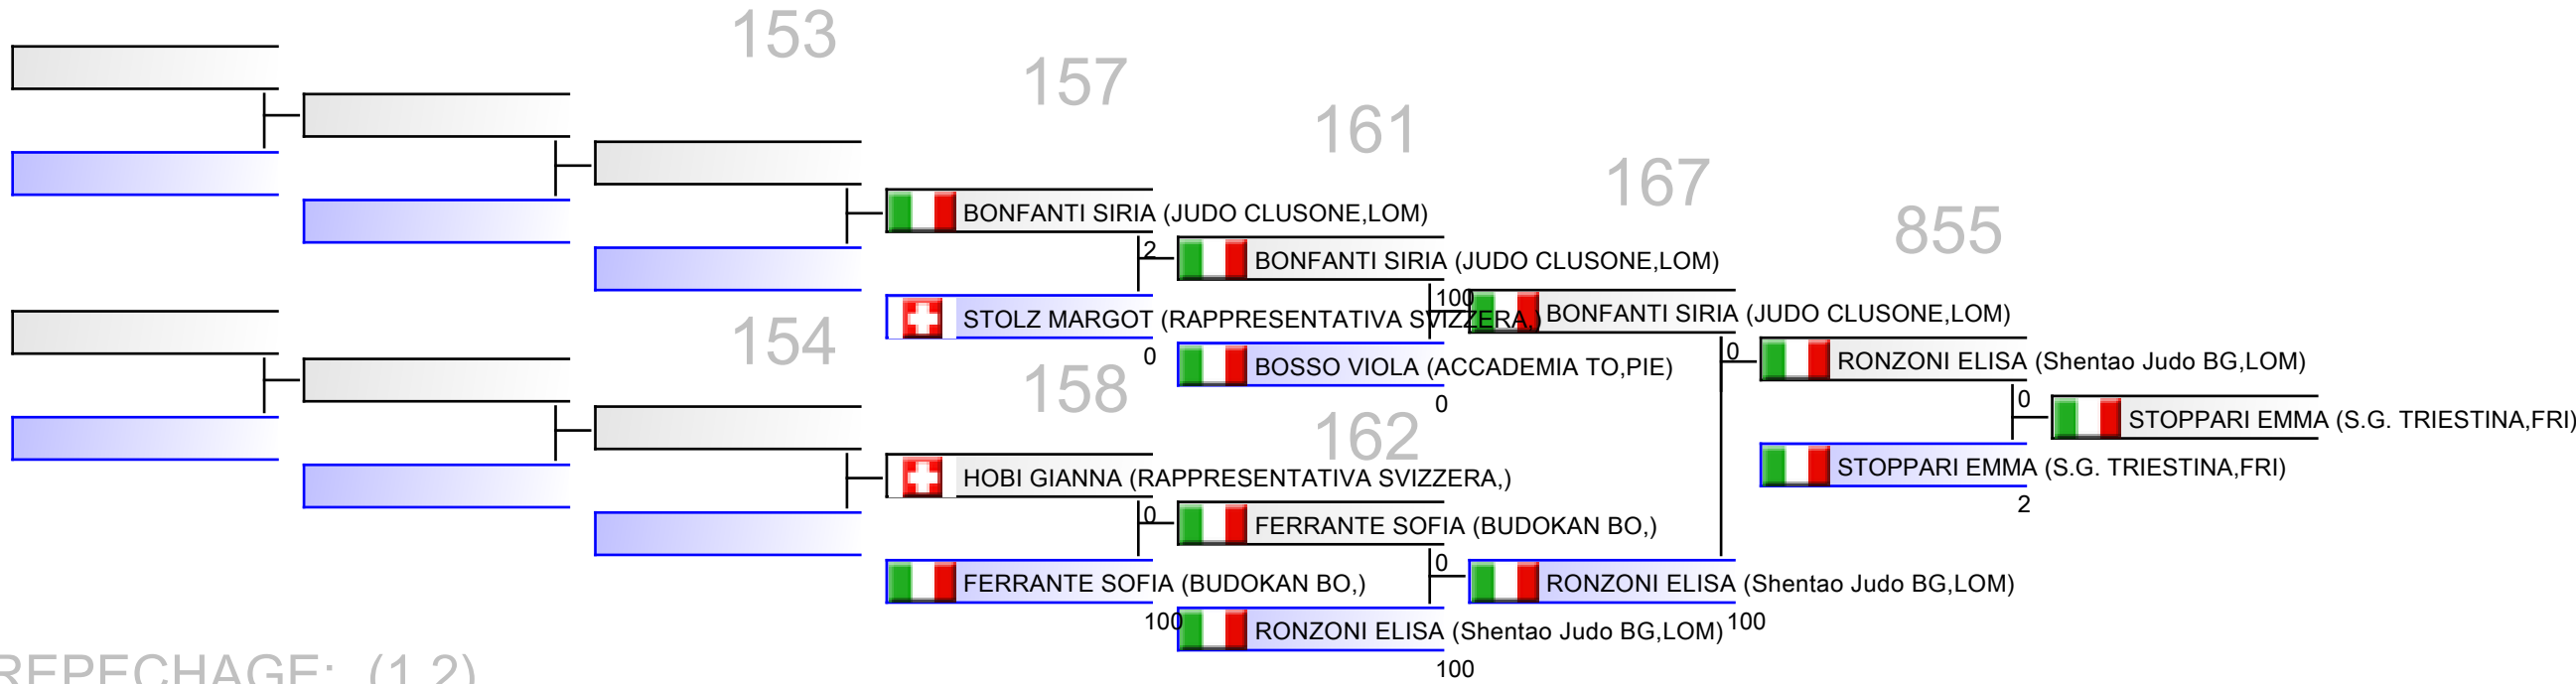 153
157
161
167
BONFANTI SIRIA (JUDO CLUSONE,LOM)
855
2
BONFANTI SIRIA (JUDO CLUSONE,LOM)
100
BONFANTI SIRIA (JUDO CLUSONE,LOM)
STOLZ MARGOT (RAPPRESENTATIVA SVIZZERA,)
154
0
BOSSO VIOLA (ACCADEMIA TO,PIE)
0
RONZONI ELISA (Shentao Judo BG,LOM)
158
0
0
STOPPARI EMMA (S.G. TRIESTINA,FRI)
162
STOPPARI EMMA (S.G. TRIESTINA,FRI)
HOBI GIANNA (RAPPRESENTATIVA SVIZZERA,)
2
0
FERRANTE SOFIA (BUDOKAN BO,)
0
FERRANTE SOFIA (BUDOKAN BO,)
RONZONI ELISA (Shentao Judo BG,LOM)
100
RONZONI ELISA (Shentao Judo BG,LOM)
100
100
REPECHAGE: (1,2)